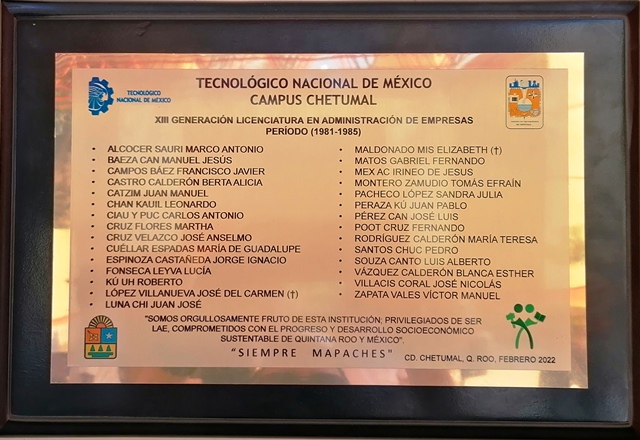 TECNOLÓGICO NACIONAL DE MÉXICO
CAMPUS CHETUMAL
TECNOLÓGICO
NACIONAL DE MÉXICO
XIII GENERACIÓN LICENCIATURA EN ADMINISTRACIÓN DE EMPRESAS
PERÍODO (1981-1985)
• ALCOCER SAURI MARCO ANTONIO
• BAEZA CAN MANUEL JESÚS
• CAMPOS BÁEZ FRANCISCO JAVIER
• CASTRO CALDERÓN BERTA ALICIA
• CATZIM JUAN MANUEL
• CHAN KAUIL LEONARDO
• CIAU Y PUC CARLOS ANTONIO
• CRUZ FLORES MARTHA
• CRUZ VELAZCO JOSÉ ANSELMO
• CUÉLLAR ESPADAS MARÍA DE GUADALUPE
• ESPINOZA CASTAÑEDA JORGE IGNACIO
• FONSECA LEYVA LUCÍA
• KÚ UH ROBERTO
• LÓPEZ VILLANUEVA JOSÉ DEL CARMEN (†)
• LUNA CHI JUAN JOSÉ
• MALDONADO MIS ELIZABETH (†)
• MATOS GABRIEL FERNANDO
• MEX AC IRINEO DE JESUS
• MONTERO ZAMUDIO TOMÁS EFRAÍN
• PACHECO LÓPEZ SANDRA JULIA
• PERAZA KÚ JUAN PABLO
• PÉREZ CAN JOSÉ LUIS
• POOT CRUZ FERNANDO
• RODRÍGUEZ CALDERÓN MARÍA TERESA
• SANTOS CHUC PEDRO
• SOUZA CANTO LUIS ALBERTO
• VÁZQUEZ CALDERÓN BLANCA ESTHER
• VILLACIS CORAL JOSÉ NICOLÁS
• ZAPATA VALES VÍCTOR MANUEL
"SOMOS ORGULLOSAMENTE FRUTO DE ESTA INSTITUCIÓN; PRIVILEGIADOS DE SER
LAE, COMPROMETIDOS CON EL PROGRESO Y DESARROLLO SOCIOECONÓMICO
SUSTENTABLE DE QUINTANA ROO Y MÉXICO".
"SIEMPRE MAPACHES".
CD. CHETUMAL, Q. ROO, FEBRERO 2022